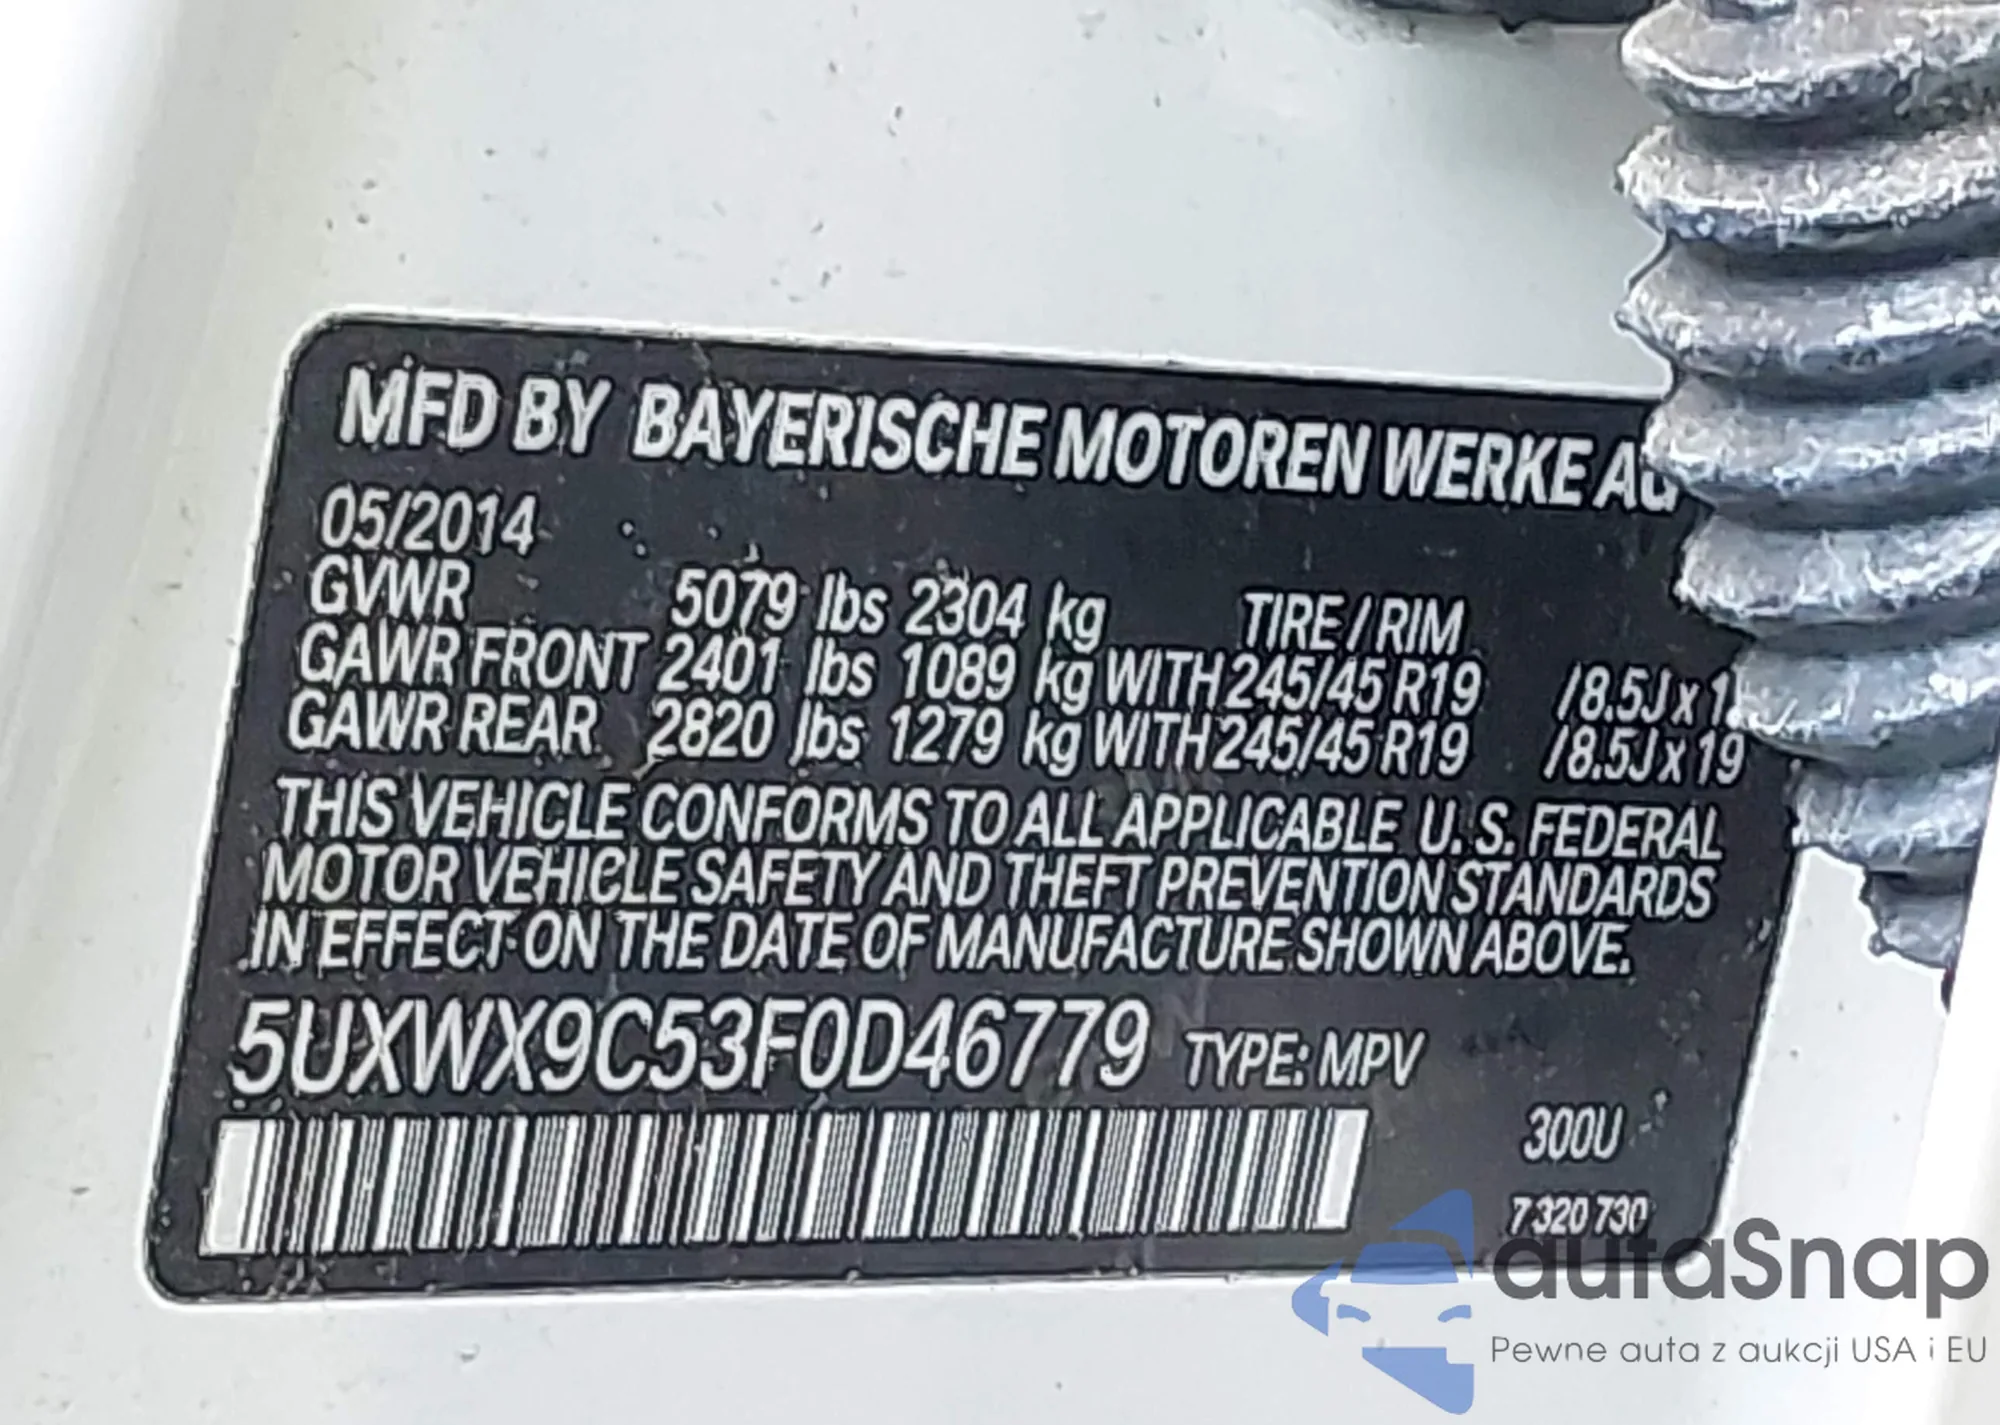 MFD BY BAYERISCHE MOTOREN WERKE AG
05/2014
GVWR 5079 lbs 2304 kg TIRE / RIM
GAWR FRONT 2401 lbs 1089 kg WITH 245/45 R19 /8.5J x
GAWR REAR 2820 lbs 1279 kg WITH 245/45 R19 /8.5J x 19
THIS VEHICLE CONFORMS TO ALL APPLICABLE U.S. FEDERAL
MOTOR VEHICLE SAFETY AND THEFT PREVENTION STANDARDS
IN EFFECT ON THE DATE OF MANUFACTURE SHOWN ABOVE.
5UXWX9C53F0D46779 TYPE: MPV
300U
7 320 730
autaSnap
Pewne auta z aukcji USA i EU